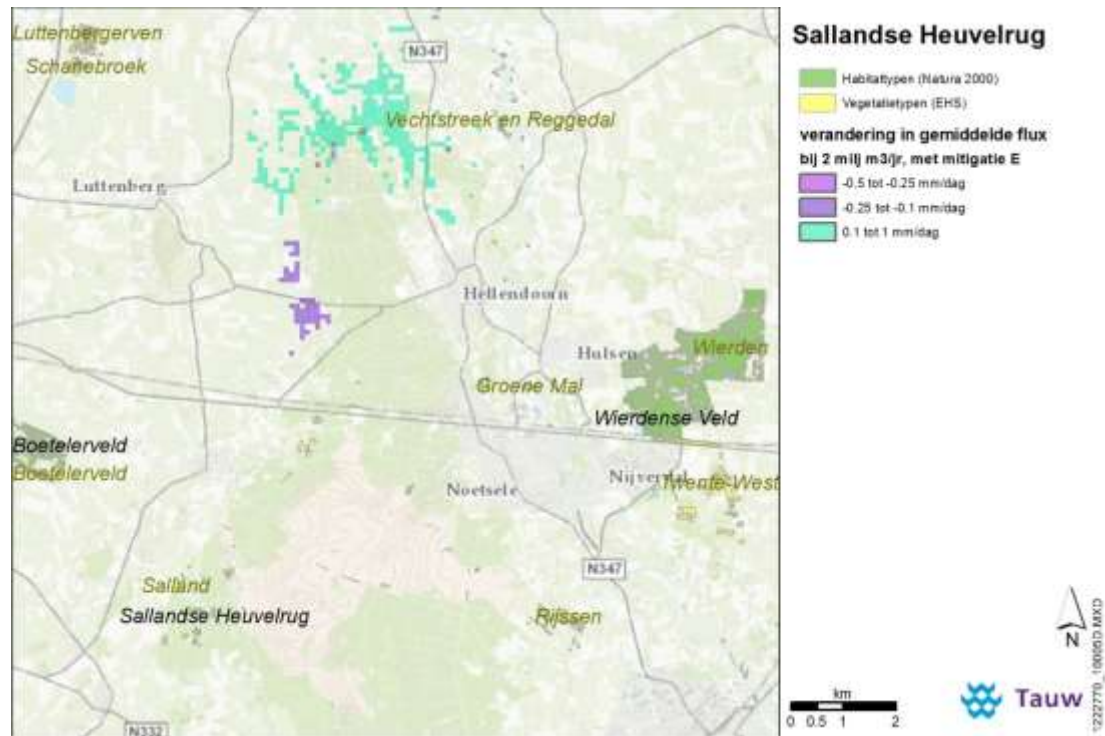 Luttenbergerven
Schanebroek
N347
Vechtstreek en Reggedal
Luttenberg
Hellendoorn
Hulsen
Wierden
Groene Mal
Wierdense Veld
Boetelerveld
Boetelerveld
Noetsele
Nijverdal
Twente-West
N347
Salland
Sallandse Heuvelrug
Rijssen
N332
Sallandse Heuvelrug
Habitattypen (Natura 2000)
Vegetatietypen (EHS)
verandering in gemiddelde flux
bij 2 milj m3/jr, met mitigatie E
-0.5 tot -0.25 mm/dag
-0.25 tot -0.1 mm/dag
0.1 tot 1 mm/dag
N
km
0 0.5 1 2
Tauw